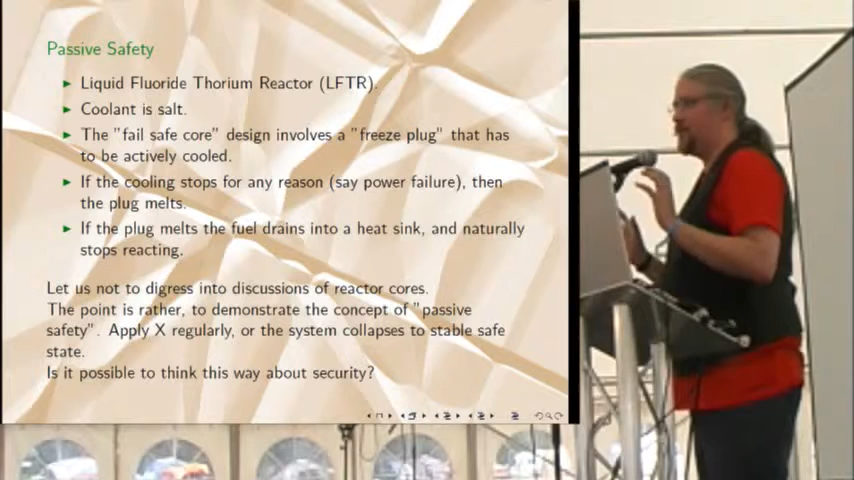 Passive Safety
Liquid Fluoride Thorium Reactor (LFTR).
Coolant is salt.
The "fail safe core" design involves a "freeze plug" that has
to be actively cooled.
If the cooling stops for any reason (say power failure), then
the plug melts.
If the plug melts the fuel drains into a heat sink, and naturally
stops reacting.
Let us not to digress into discussions of reactor cores.
The point is rather, to demonstrate the concept of "passive
safety". Apply X regularly, or the system collapses to stable safe
state.
Is it possible to think this way about security?